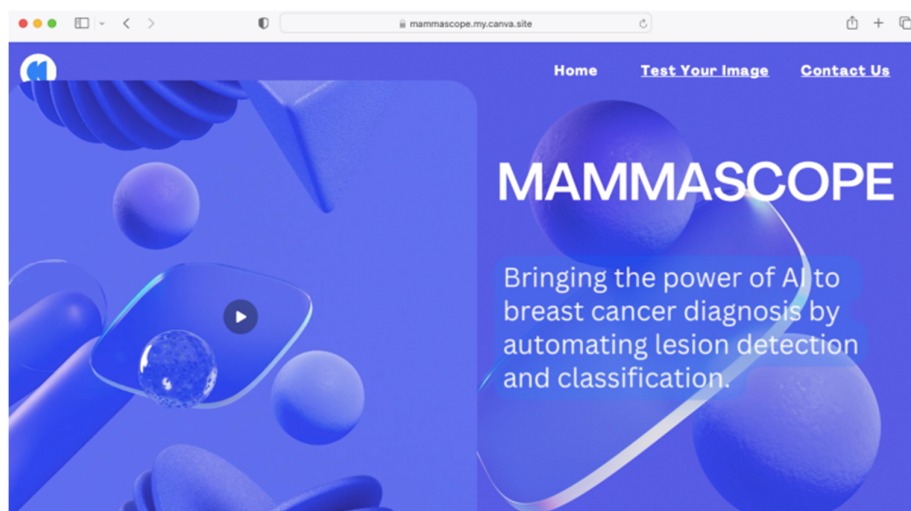 mammascope.my.canva.site
Home Test Your Image Contact Us
MAMMASCOPE
Bringing the power of AI to
breast cancer diagnosis by
automating lesion detection
and classification.